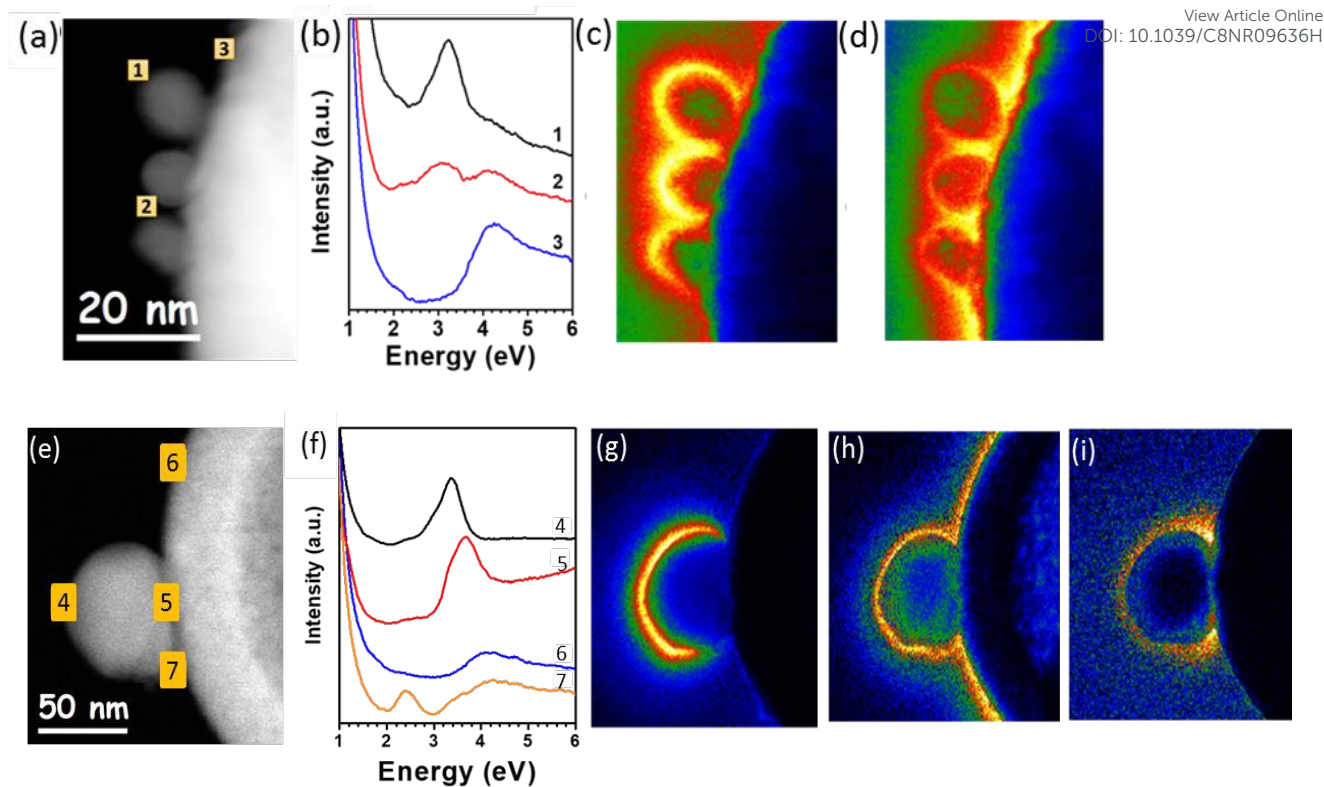 View Article Online
DOI: 10.1039/C8NR09636H
(a)
1
3
2
20 nm
(b)
Intensity (a.u.)
1
2
3
1 2 3 4 5 6
Energy (eV)
(c)
(d)
(e)
6
4
5
7
50 nm
(f)
Intensity (a.u.)
4
5
6
7
1 2 3 4 5 6
Energy (eV)
(g)
(h)
(i)